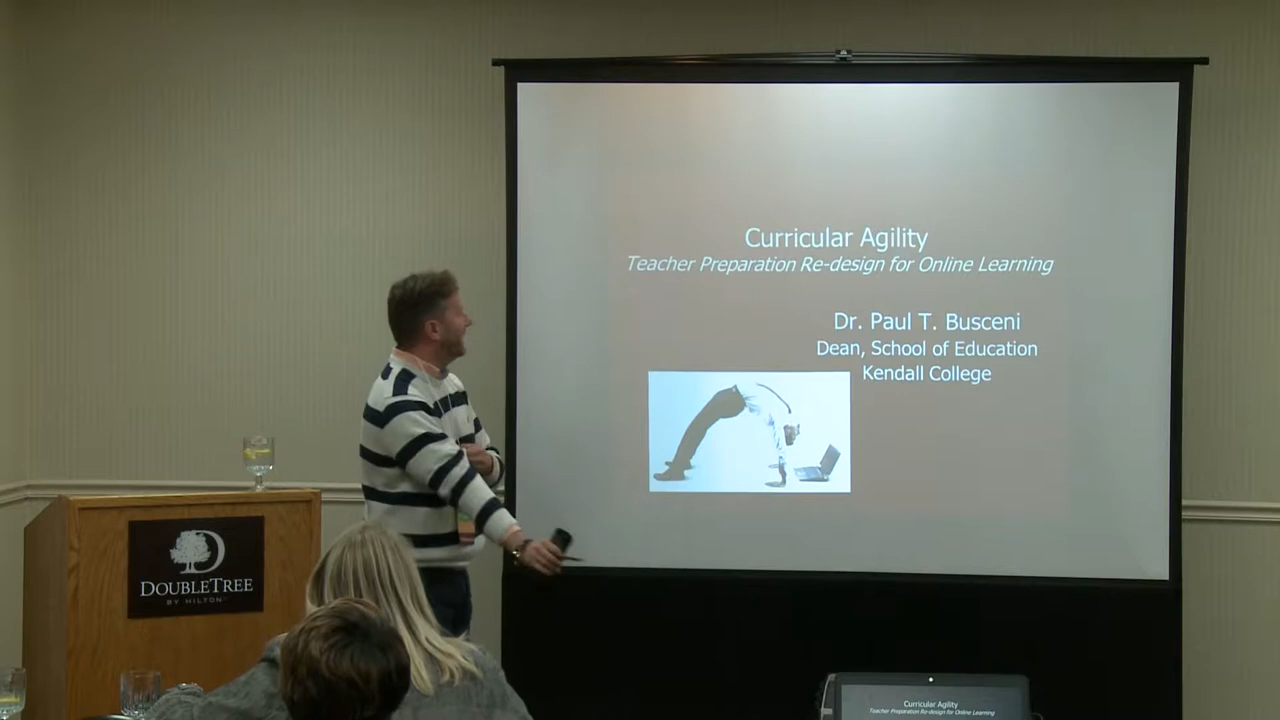 Curricular Agility
Teacher Preparation Re-design for Online Learning
Dr. Paul T. Busceni
Dean, School of Education
Kendall College
DOUBLETREE
BY HILTON™
Curricular Agility
Teacher Preparation Re-design for Online Learning